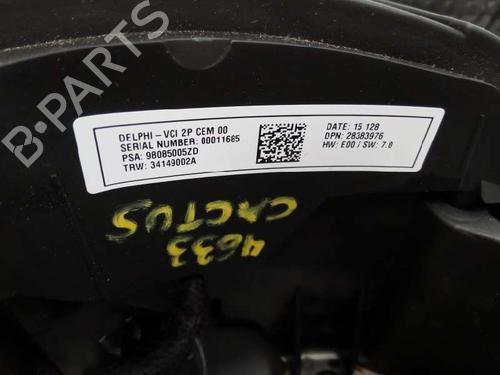 DELPHI - VCI 2P CEM 00
SERIAL NUMBER: 00011685
PSA: 98085005ZD
TRW: 34149002A
DATE: 15 128
DPN: 28383976
HW: E00 / SW: 7.0
4633
CACTUS
B-PARTS